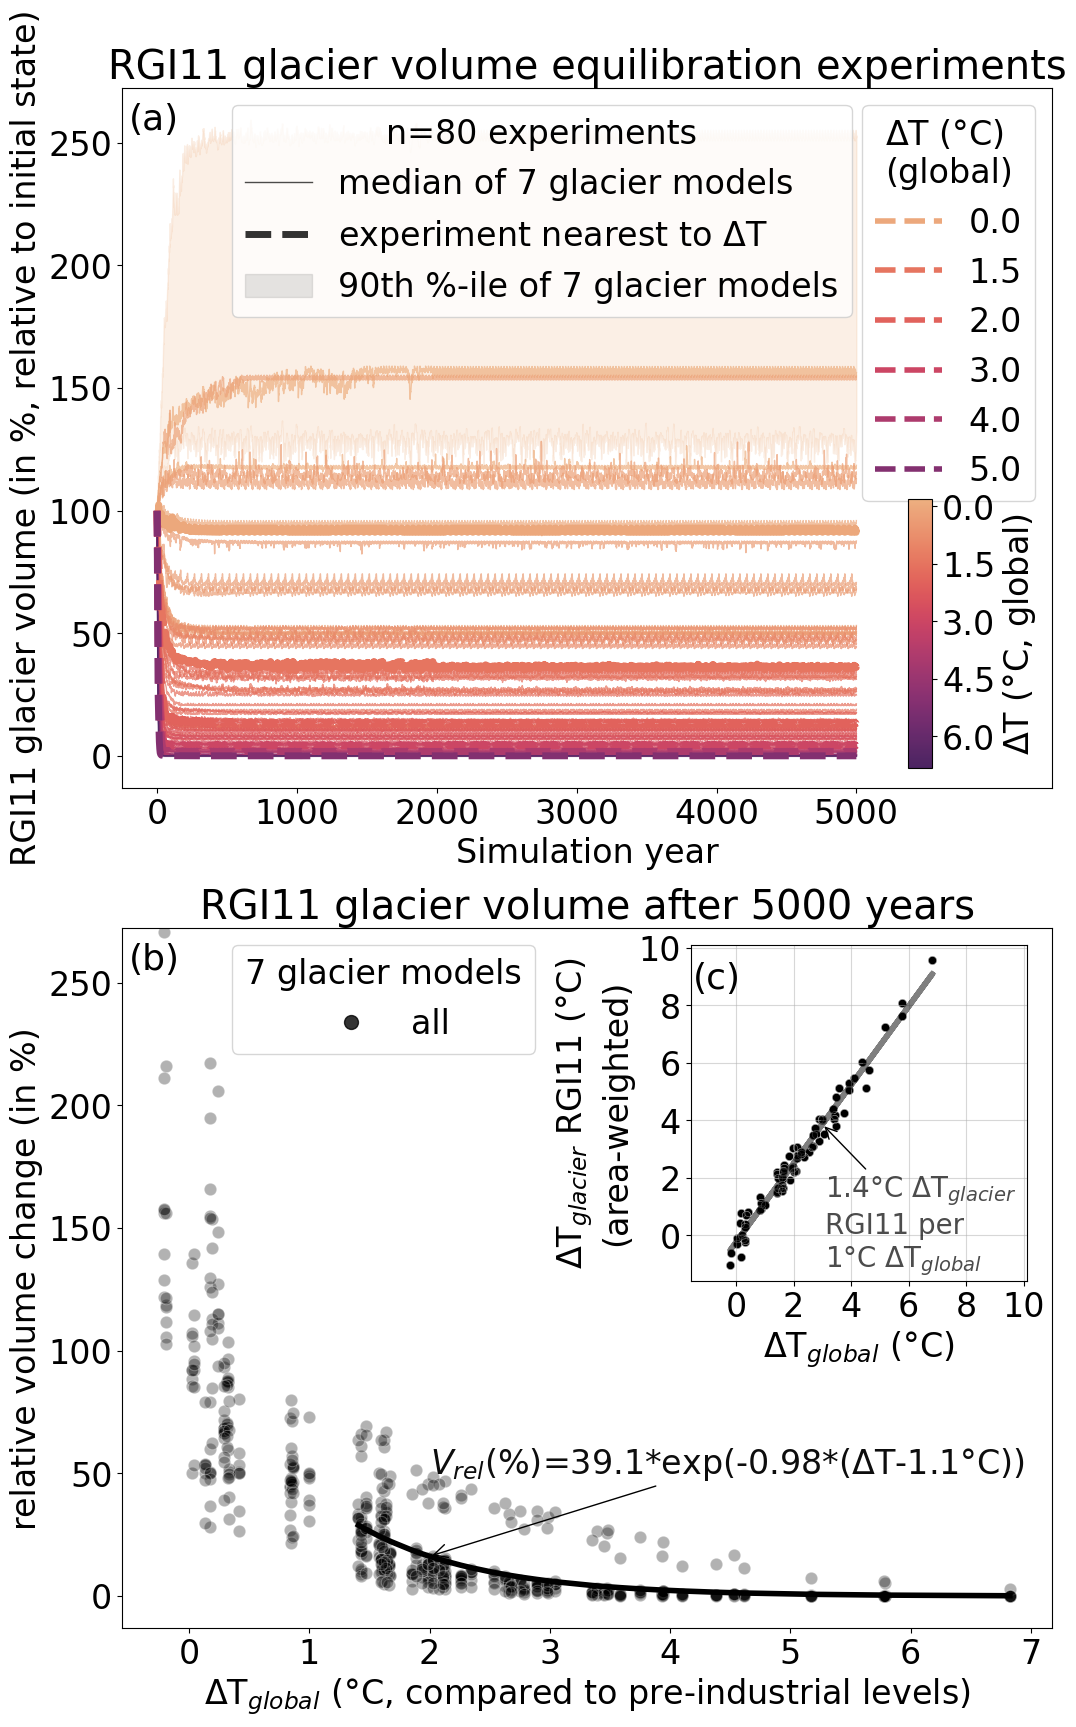 RGI11 glacier volume equilibration experiments
(a)
RGI11 glacier volume (in %, relative to initial state)
250
200
150
100
50
0
n=80 experiments
median of 7 glacier models
experiment nearest to ΔT
90th %-ile of 7 glacier models
ΔT (°C)
(global)
0.0
1.5
2.0
3.0
4.0
5.0
0.0
1.5
3.0
4.5
6.0
ΔT (°C, global)
0 1000 2000 3000 4000 5000
Simulation year
RGI11 glacier volume after 5000 years
(b)
relative volume change (in %)
250
200
150
100
50
0
7 glacier models
all
(c)
ΔT_glacier RGI11 (°C)
(area-weighted)
10
8
6
4
2
0
1.4°C ΔT_glacier
RGI11 per
1°C ΔT_global
0 2 4 6 8 10
ΔT_global (°C)
V_rel(%)=39.1*exp(-0.98*(ΔT-1.1°C))
0 1 2 3 4 5 6 7
ΔT_global (°C, compared to pre-industrial levels)